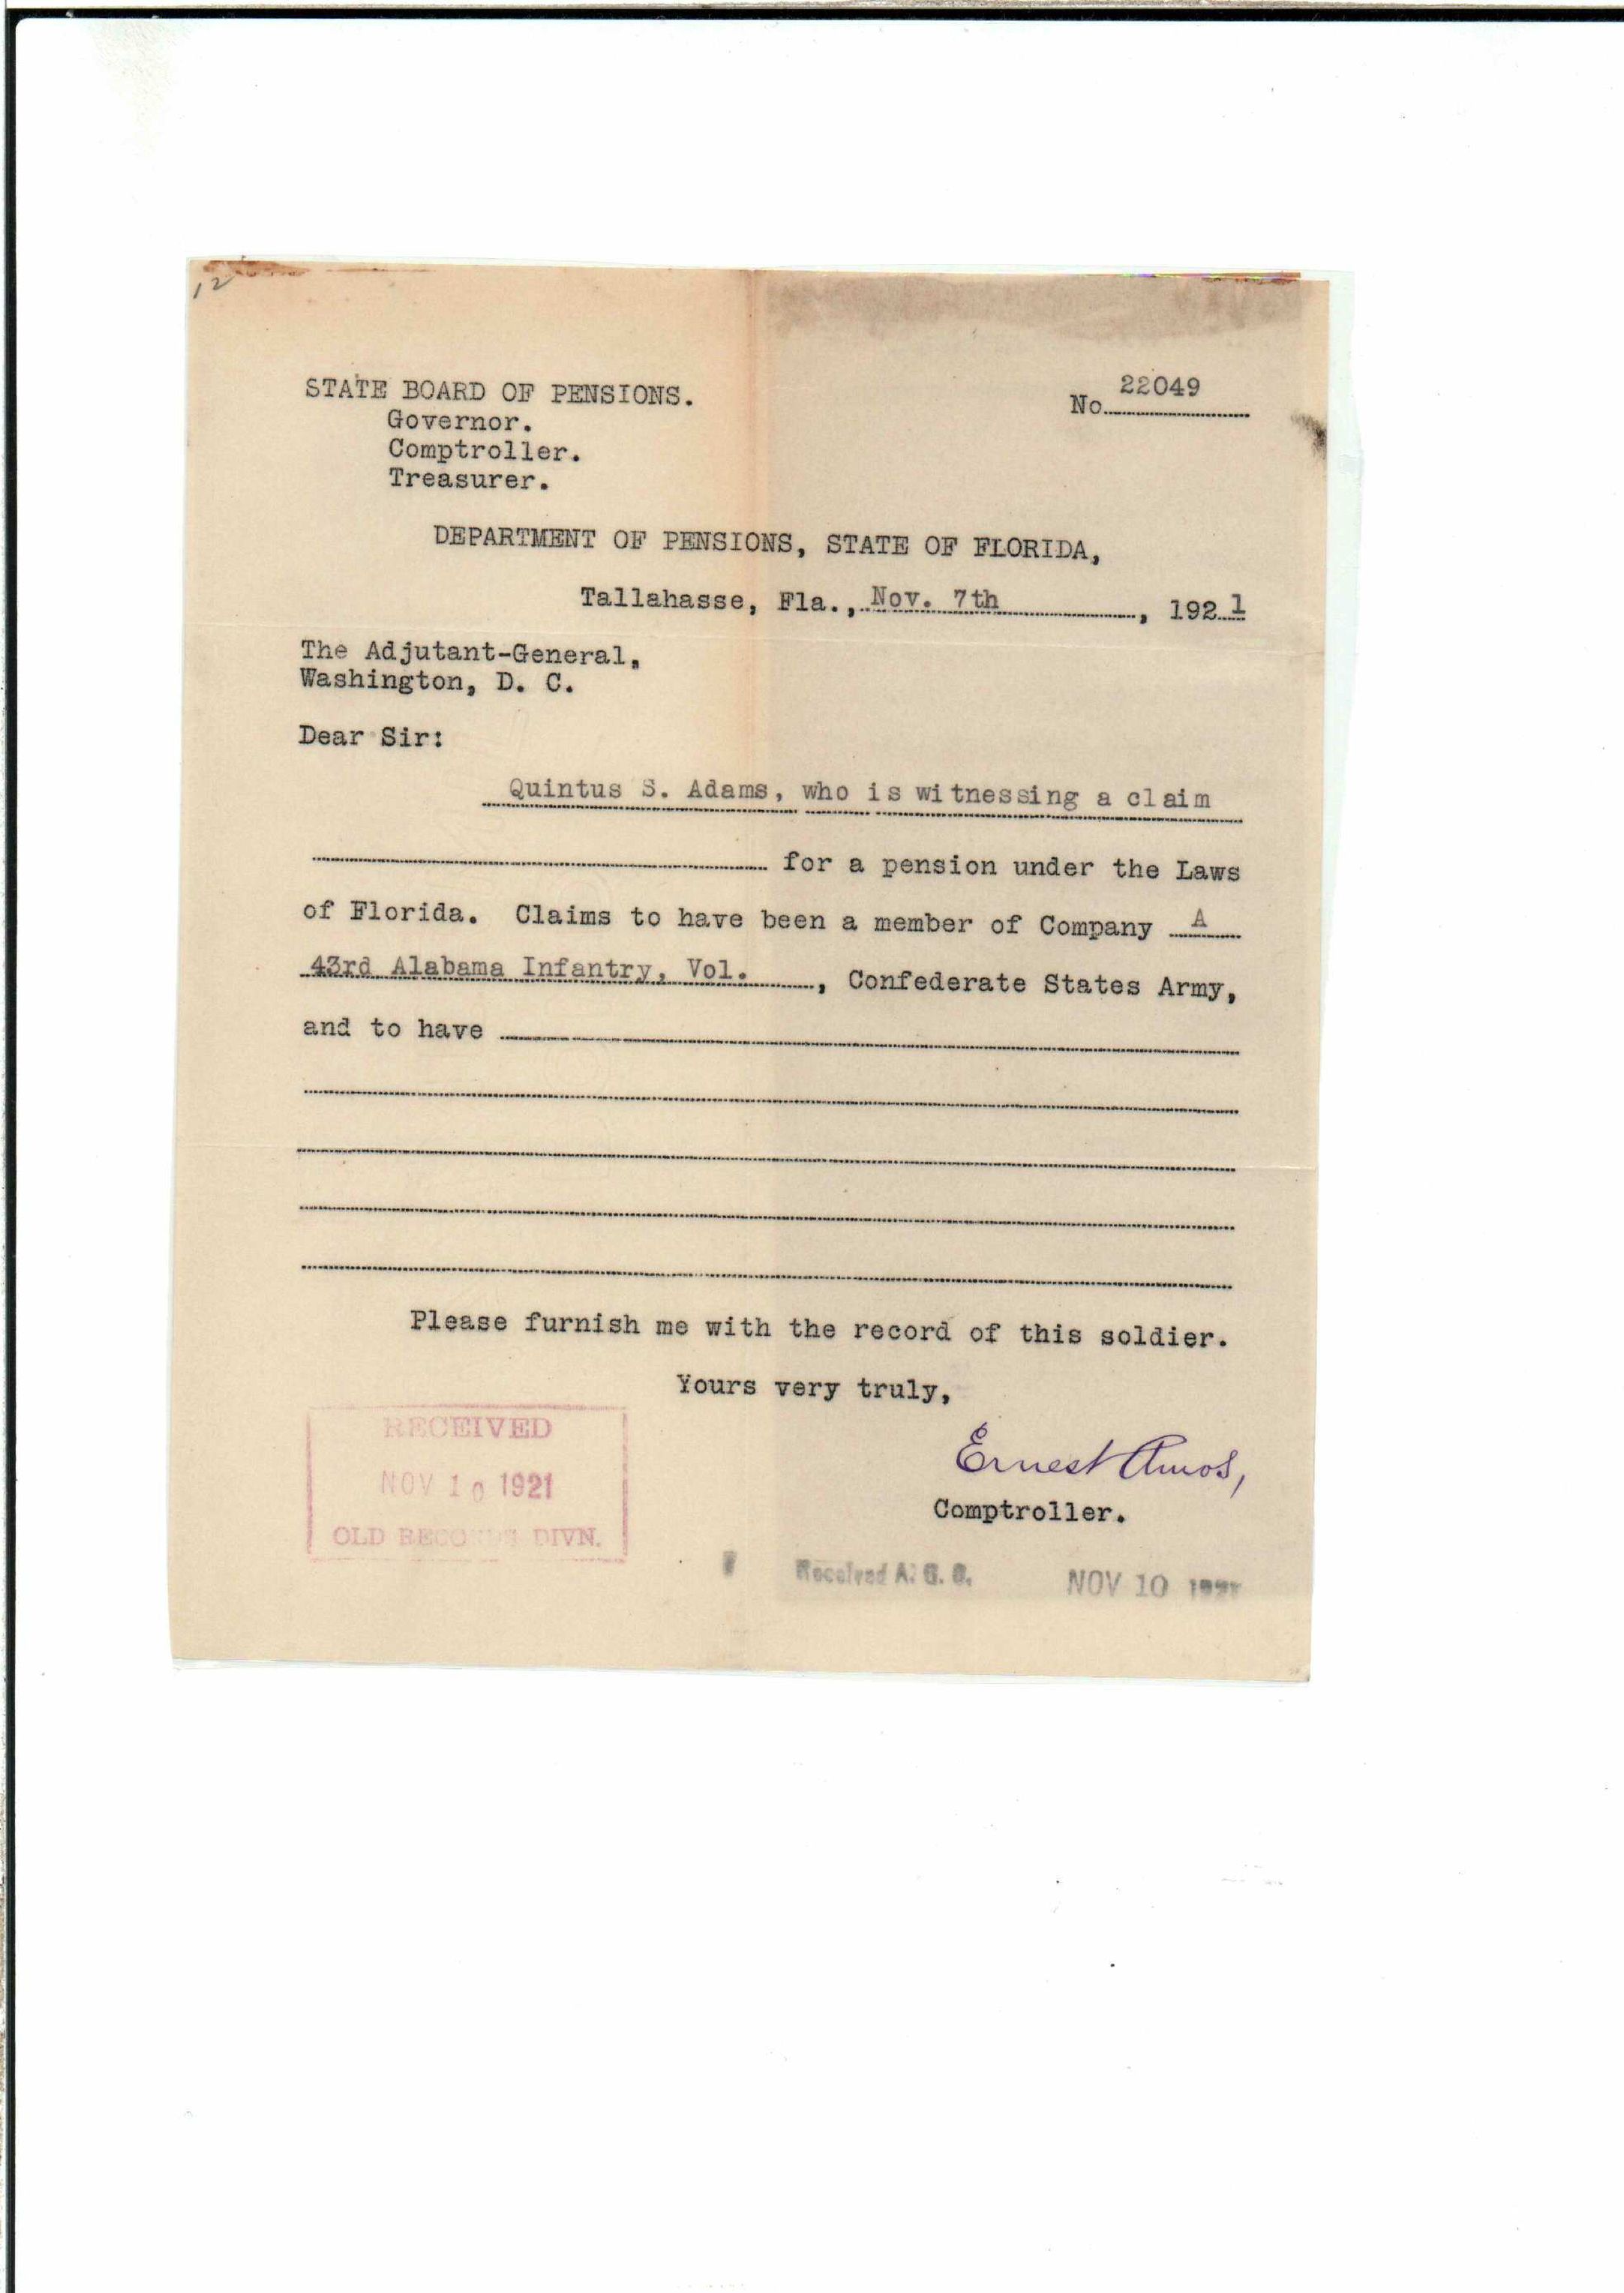 12
STATE BOARD OF PENSIONS.
Governor.
Comptroller.
Treasurer.
No. 22049
DEPARTMENT OF PENSIONS, STATE OF FLORIDA,
Tallahasse, Fla., Nov. 7th, 1921
The Adjutant-General,
Washington, D. C.
Dear Sir:
Quintus S. Adams, who is witnessing a claim
for a pension under the Laws
of Florida. Claims to have been a member of Company A
43rd Alabama Infantry, Vol. , Confederate States Army,
and to have
Please furnish me with the record of this soldier.
Yours very truly,
Ernest Amos,
Comptroller.
RECEIVED
NOV 10 1921
OLD RECORDS DIVN.
Received A. G. O. NOV 10 1921